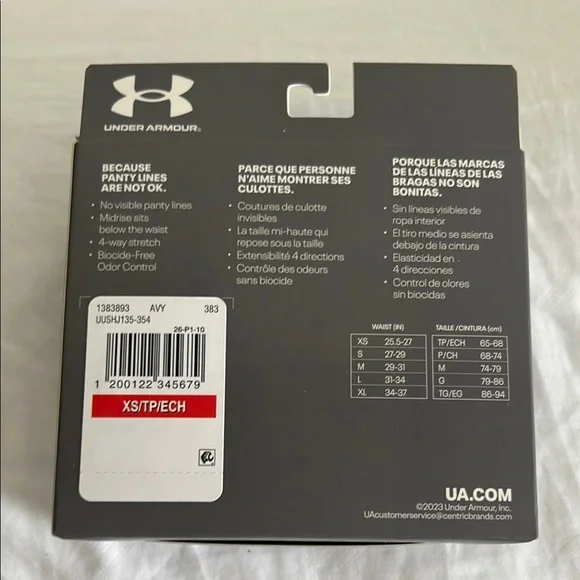 UNDER ARMOUR®
BECAUSE
PANTY LINES
ARE NOT OK.
• No visible panty lines
• Midrise sits
below the waist
• 4-way stretch
• Biocide-Free
Odor Control
PARCE QUE PERSONNE
N'AIME MONTRER SES
CULOTTES.
• Coutures de culotte
invisibles
• La taille mi-haut qui
repose sous la taille
• Extensibilité 4 directions
• Contrôle des odeurs
sans biocide
PORQUE LAS MARCAS
DE LAS LÍNEAS DE LAS
BRAGAS NO SON
BONITAS.
• Sin líneas visibles de
ropa interior
• El tiro medio se asienta
debajo de la cintura
• Elasticidad en
4 direcciones
• Control de olores
sin biocidas
1383893 AVY 383
UUSHJ135-354
26-P1-10
1 200122 345679
XS/TP/ECH
WAIST (IN)
XS 25.5-27
S 27-29
M 29-31
L 31-34
XL 34-37
TAILLE /CINTURA (cm)
TP/ECH 65-68
P/CH 68-74
M 74-79
G 79-86
TG/EG 86-94
UA.COM
©2023 Under Armour, Inc.
UAcustomerservice@centricbrands.com